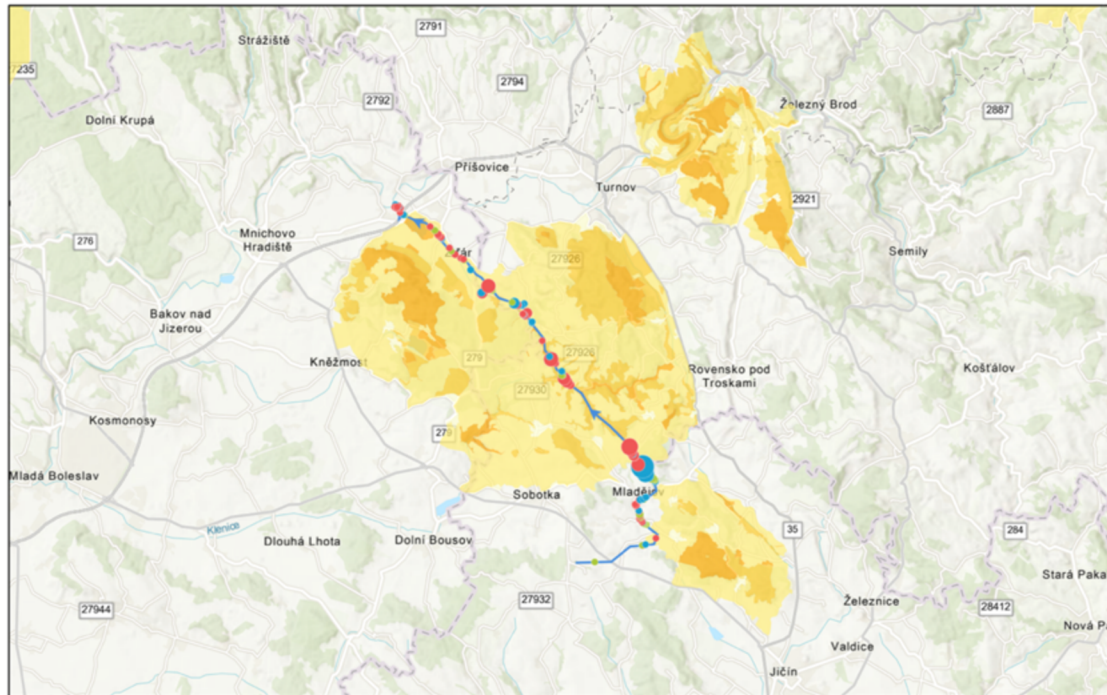 2791
Strážiště
235
2794
2792
Železný Brod
2887
Dolní Krupá
Příšovice
Turnov
2921
Mnichovo
Hradiště
276
Semily
27926
Bakov nad
Jizerou
27926
Kněžmost
279
Rovensko pod
Troskami
Košťálov
27930
Kosmonosy
279
Mladá Boleslav
Sobotka
Mladějov
Klenice
Dlouhá Lhota
Dolní Bousov
35
284
Stará Paka
27932
27944
Železnice
28412
Nová P
Valdice
Jičín